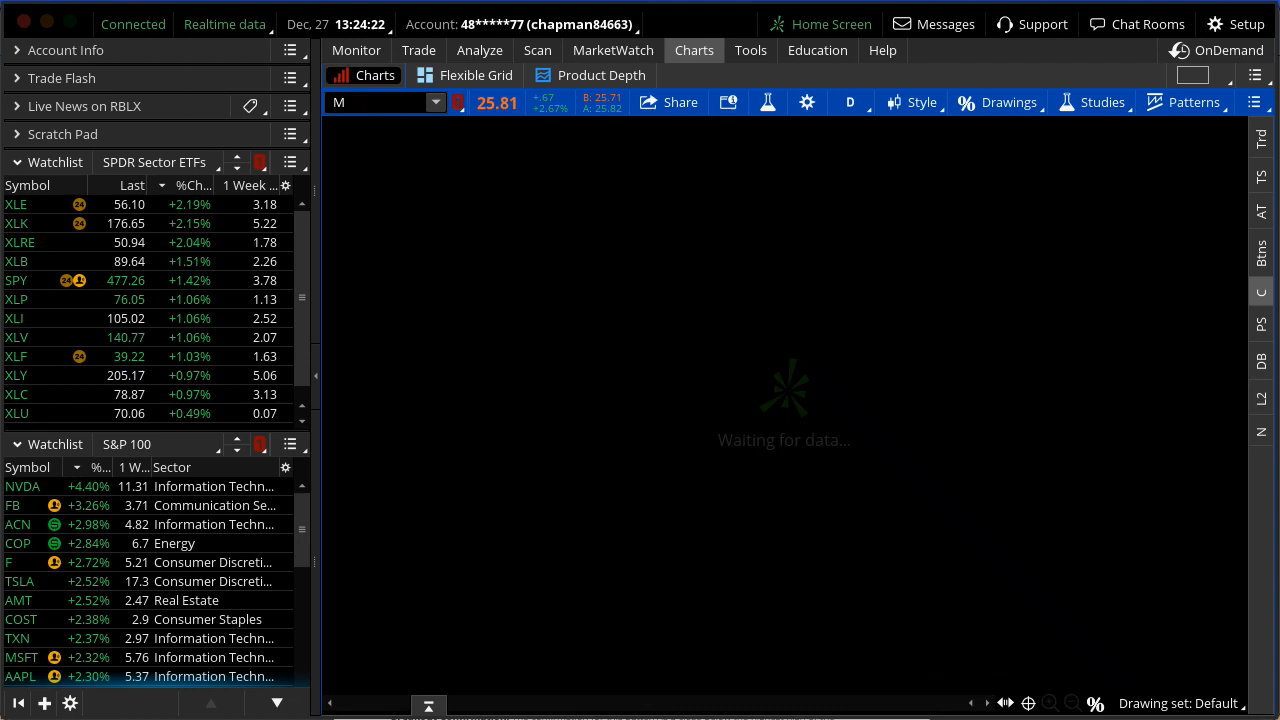 Connected Realtime data Dec, 27 13:24:22 Account: 48*****77 (chapman84663) Home Screen Messages Support Chat Rooms Setup
Account Info
Trade Flash
Live News on RBLX
Scratch Pad
Watchlist SPDR Sector ETFs
Symbol Last %Ch... 1 Week ...
XLE 24 56.10 +2.19% 3.18
XLK 24 176.65 +2.15% 5.22
XLRE 50.94 +2.04% 1.78
XLB 89.64 +1.51% 2.26
SPY 24 477.26 +1.42% 3.78
XLP 76.05 +1.06% 1.13
XLI 105.02 +1.06% 2.52
XLV 140.77 +1.06% 2.07
XLF 24 39.22 +1.03% 1.63
XLY 205.17 +0.97% 5.06
XLC 78.87 +0.97% 3.13
XLU 70.06 +0.49% 0.07
Watchlist S&P 100
Symbol %... 1 W... Sector
NVDA +4.40% 11.31 Information Techn...
FB +3.26% 3.71 Communication Se...
ACN +2.98% 4.82 Information Techn...
COP +2.84% 6.7 Energy
F +2.72% 5.21 Consumer Discreti...
TSLA +2.52% 17.3 Consumer Discreti...
AMT +2.52% 2.47 Real Estate
COST +2.38% 2.9 Consumer Staples
TXN +2.37% 2.97 Information Techn...
MSFT +2.32% 5.76 Information Techn...
AAPL +2.30% 5.37 Information Techn...
Monitor Trade Analyze Scan MarketWatch Charts Tools Education Help OnDemand
Charts Flexible Grid Product Depth
M 25.81 +.67 +2.67% B: 25.71 A: 25.82 Share D Style Drawings Studies Patterns
Waiting for data...
Trd
TS
AT
Btns
C
PS
DB
L2
N
Drawing set: Default